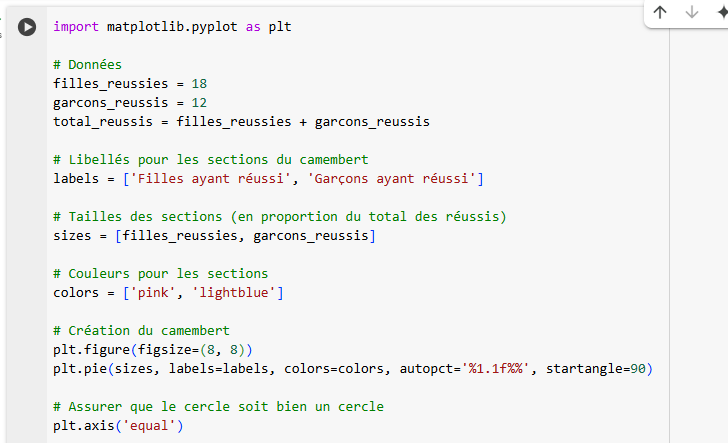 import matplotlib.pyplot as plt
# Données
filles_reussies = 18
garcons_reussis = 12
total_reussis = filles_reussies + garcons_reussis
# Libellés pour les sections du camembert
labels = ['Filles ayant réussi', 'Garçons ayant réussi']
# Tailles des sections (en proportion du total des réussis)
sizes = [filles_reussies, garcons_reussis]
# Couleurs pour les sections
colors = ['pink', 'lightblue']
# Création du camembert
plt.figure(figsize=(8, 8))
plt.pie(sizes, labels=labels, colors=colors, autopct='%1.1f%%', startangle=90)
# Assurer que le cercle soit bien un cercle
plt.axis('equal')